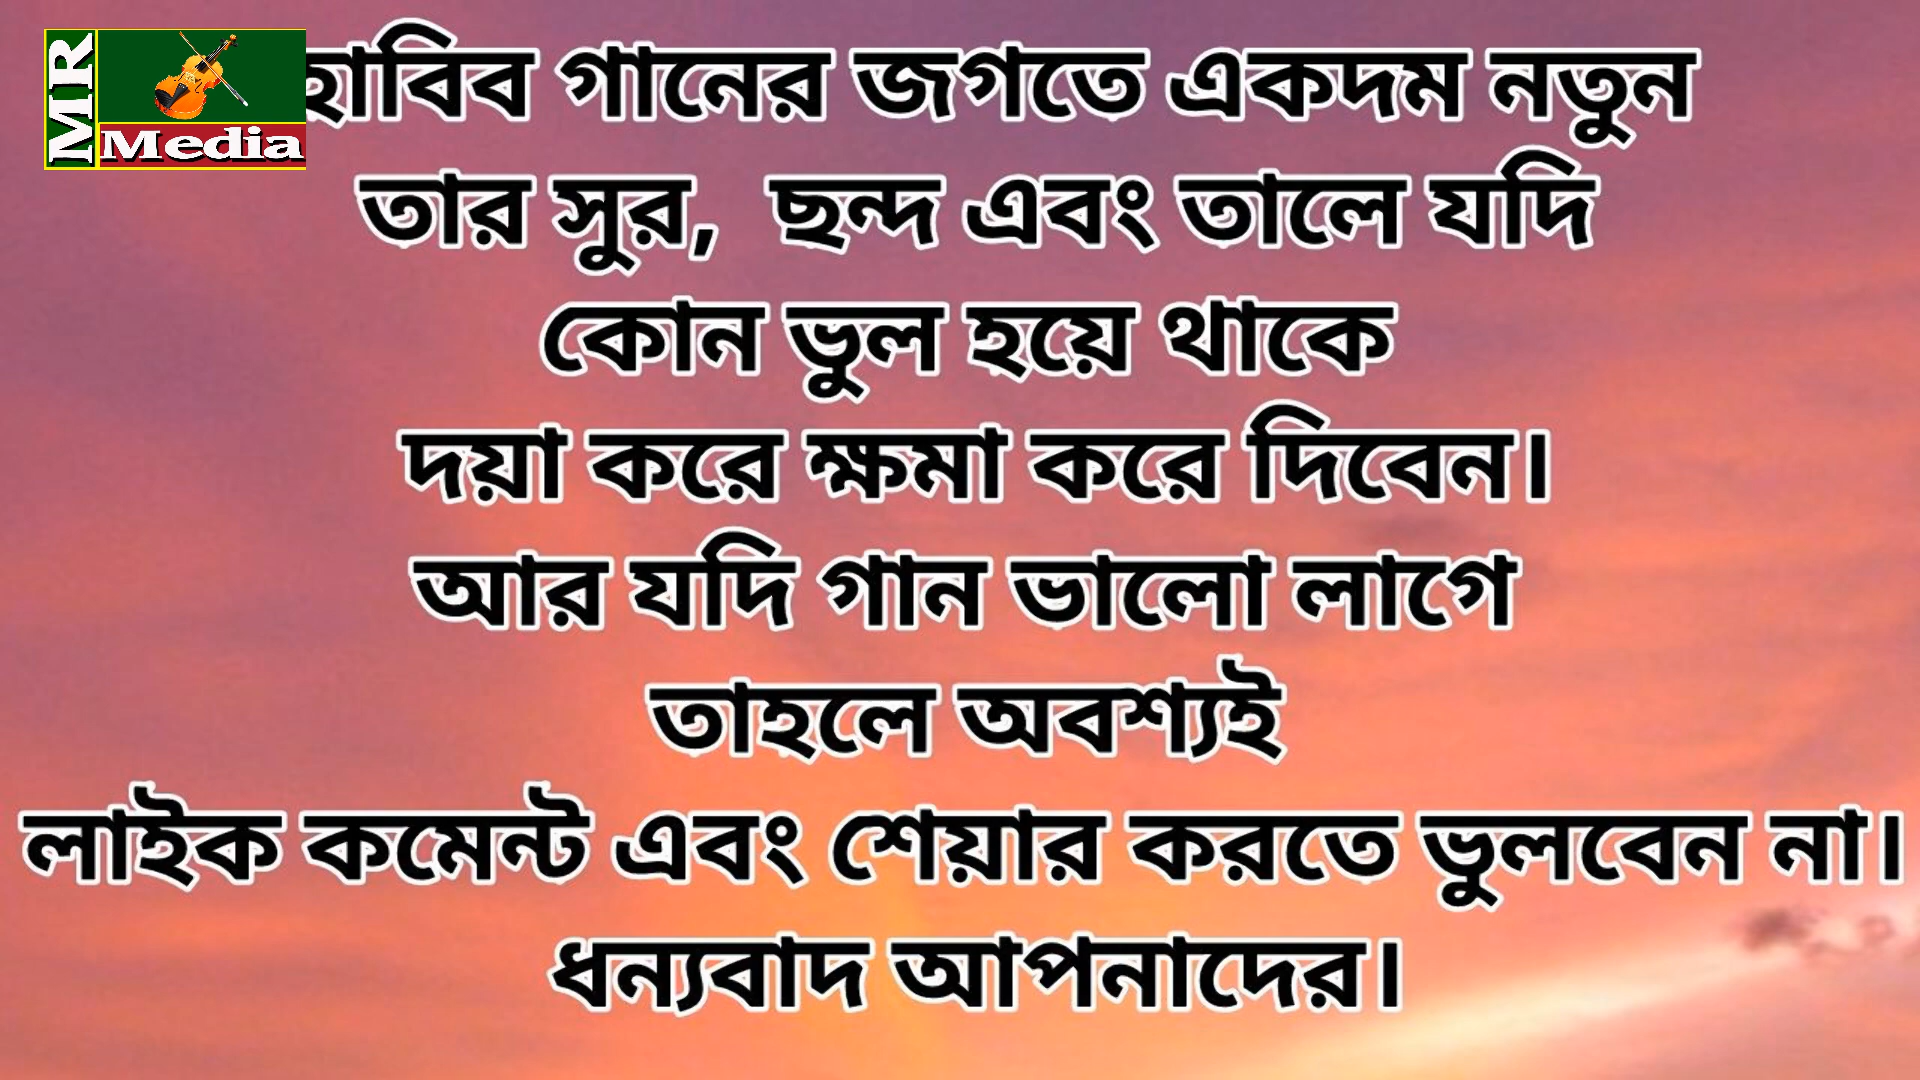 MR
Media
হাবিব গানের জগতে একদম নতুন
তার সুর, ছন্দ এবং তালে যদি
কোন ভুল হয়ে থাকে
দয়া করে ক্ষমা করে দিবেন।
আর যদি গান ভালো লাগে
তাহলে অবশ্যই
লাইক কমেন্ট এবং শেয়ার করতে ভুলবেন না।
ধন্যবাদ আপনাদের।